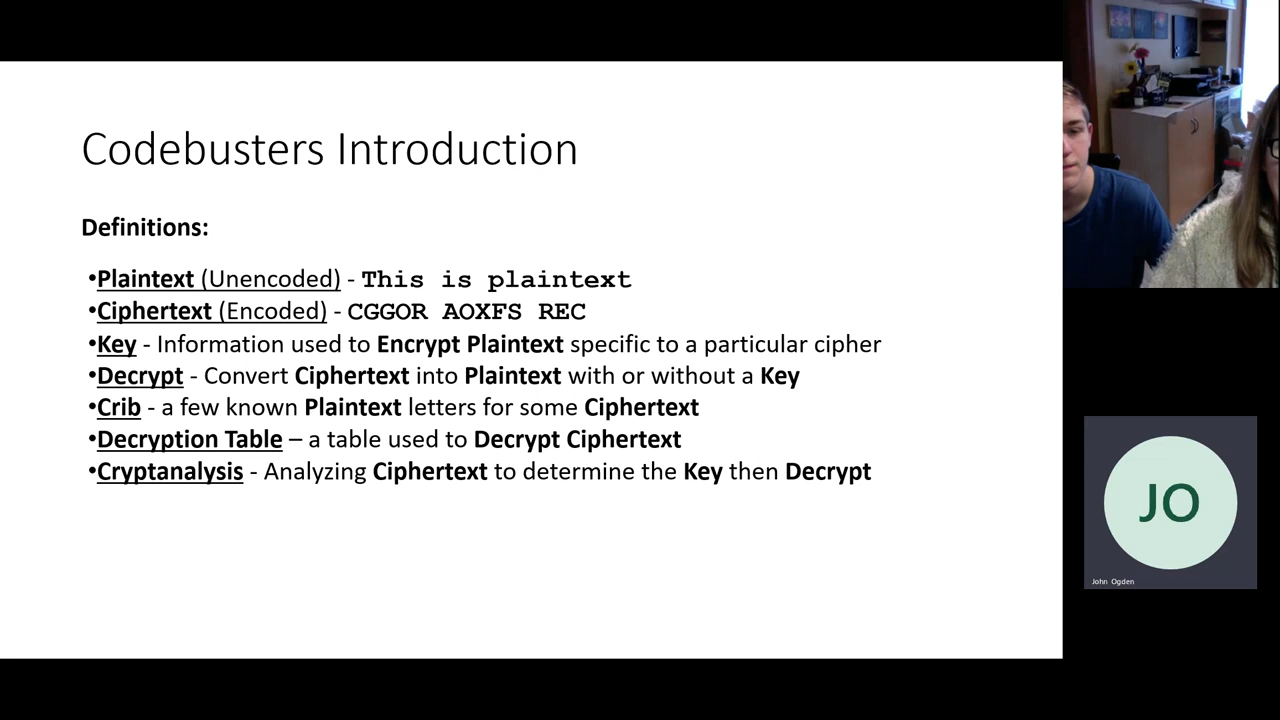 Codebusters Introduction
Definitions:
•Plaintext (Unencoded) - This is plaintext
•Ciphertext (Encoded) - CGGOR AOXFS REC
•Key - Information used to Encrypt Plaintext specific to a particular cipher
•Decrypt - Convert Ciphertext into Plaintext with or without a Key
•Crib - a few known Plaintext letters for some Ciphertext
•Decryption Table – a table used to Decrypt Ciphertext
•Cryptanalysis - Analyzing Ciphertext to determine the Key then Decrypt
JO
John Ogden